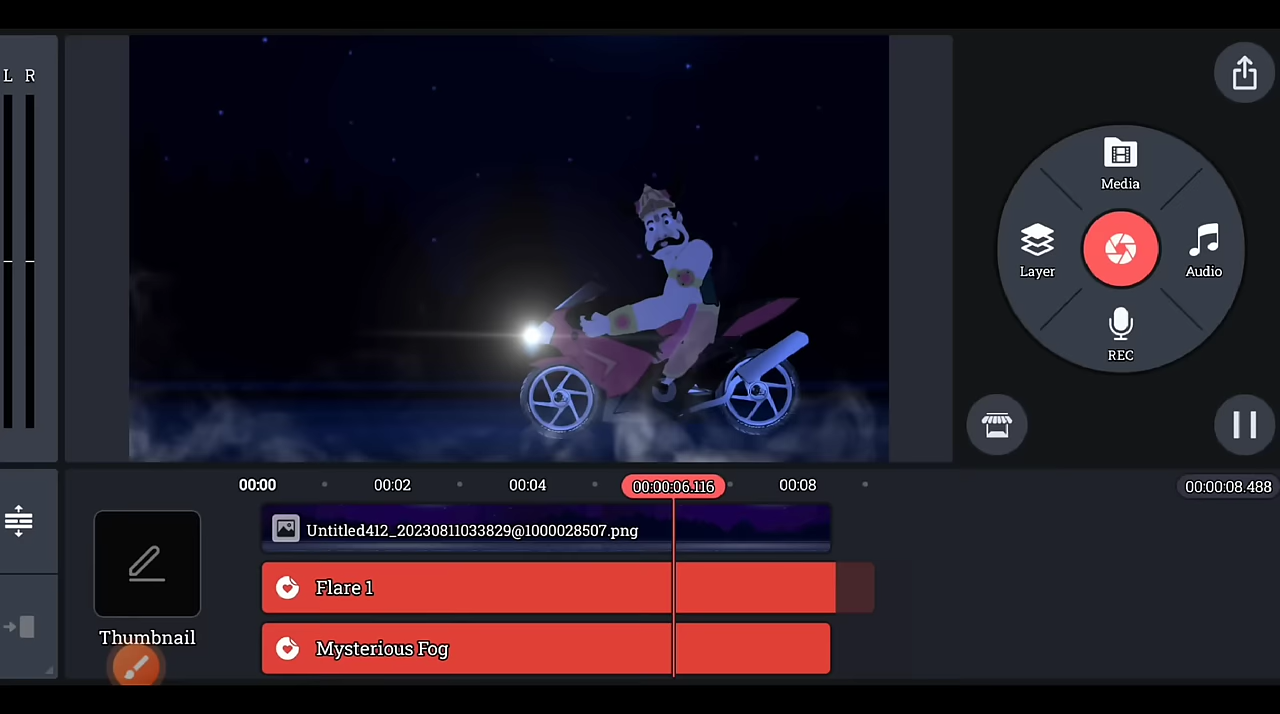 L R
Media
Layer
Audio
REC
00:00
00:02
00:04
00:00:06.116
00:08
00:00:08.488
Untitled412_20230811033829@1000028507.png
Flare 1
Thumbnail
Mysterious Fog